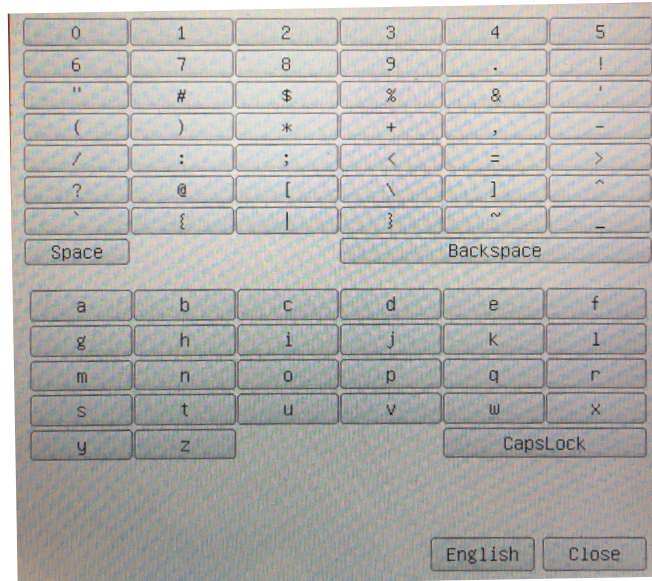 0 1 2 3 4 5
6 7 8 9 . !
" # $ % & '
( ) * + , -
/ : ; < = >
? @ [ \ ] ^
` { | } ~ _
Space Backspace
a b c d e f
g h i j k l
m n o p q r
s t u v w x
y z CapsLock
English Close